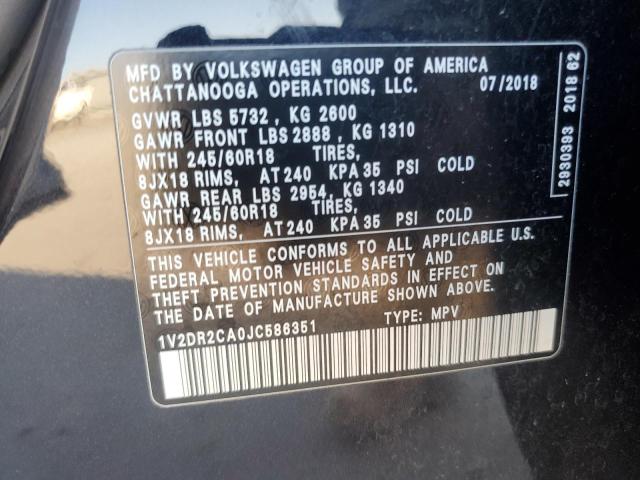 MFD BY VOLKSWAGEN GROUP OF AMERICA
CHATTANOOGA OPERATIONS, LLC. 07/2018
GVWR LBS 5732 , KG 2600
GAWR FRONT LBS 2888 , KG 1310
WITH 245/60R18 TIRES,
8JX18 RIMS, AT 240 KPA 35 PSI COLD
GAWR REAR LBS 2954, KG 1340
WITH 245/60R18 TIRES,
8JX18 RIMS, AT 240 KPA 35 PSI COLD
THIS VEHICLE CONFORMS TO ALL APPLICABLE U.S.
FEDERAL MOTOR VEHICLE SAFETY AND
THEFT PREVENTION STANDARDS IN EFFECT ON
THE DATE OF MANUFACTURE SHOWN ABOVE.
1V2DR2CA0JC586351 TYPE: MPV
2930393 2018 62